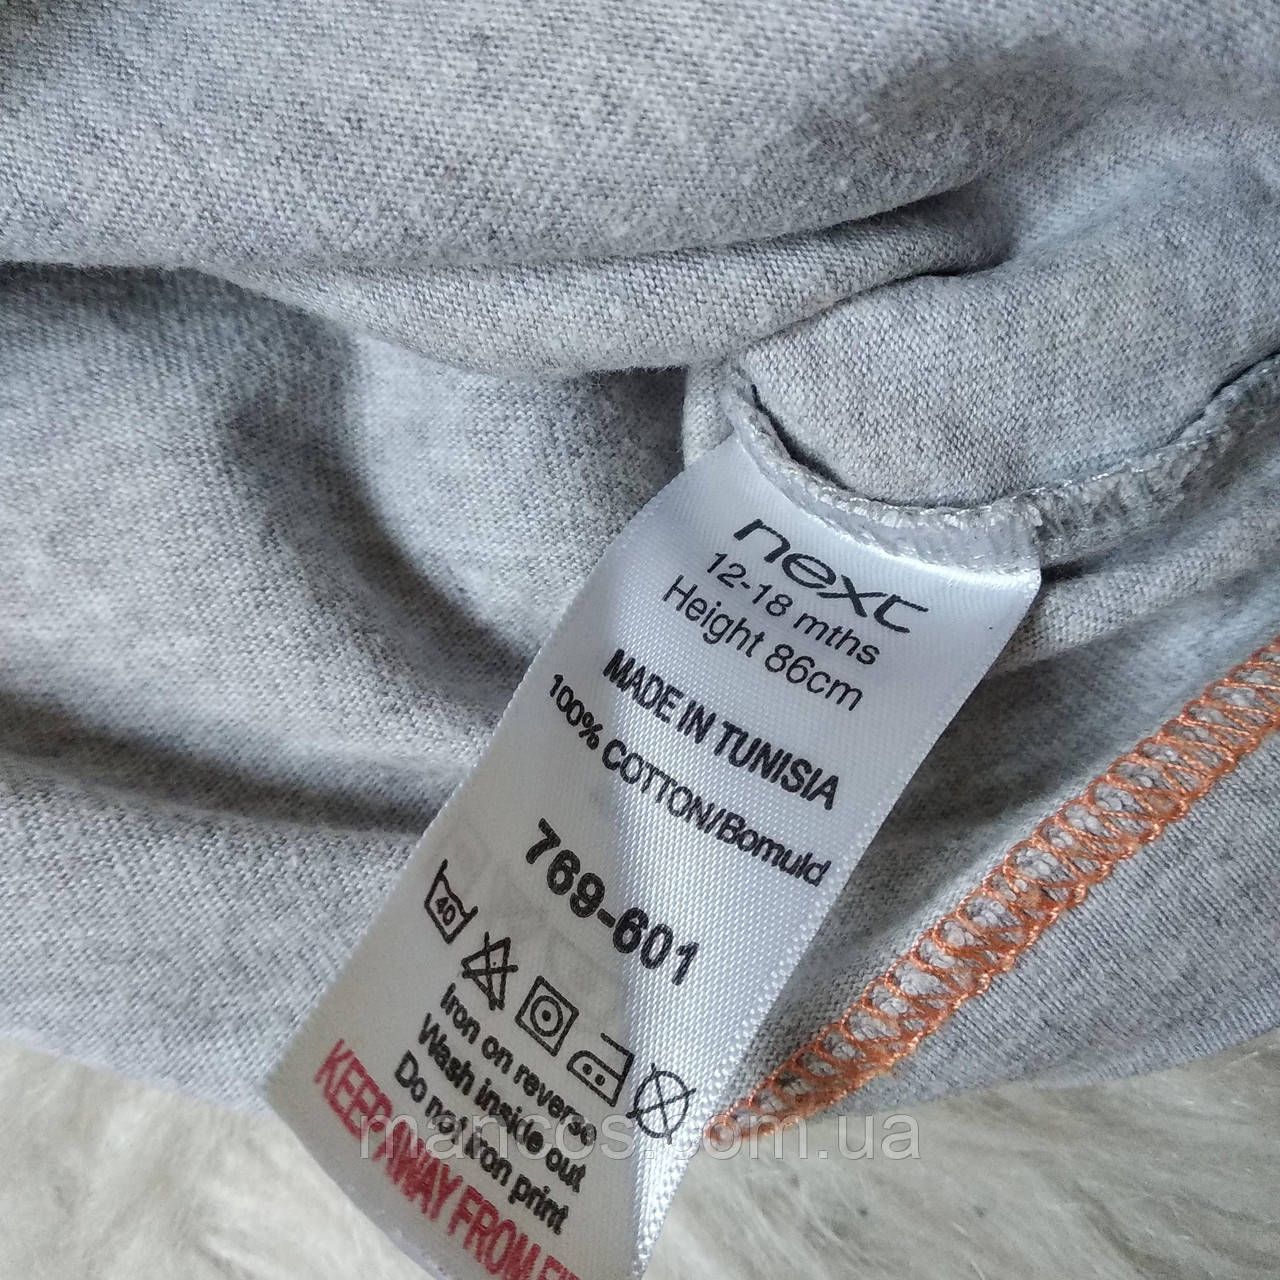 next
12-18 mths
Height 86cm
MADE IN TUNISIA
100% COTTON/Bomuld
769-601
40
Iron on reverse
Wash inside out
Do not iron print
KEEP AWAY FROM
mancos.com.ua